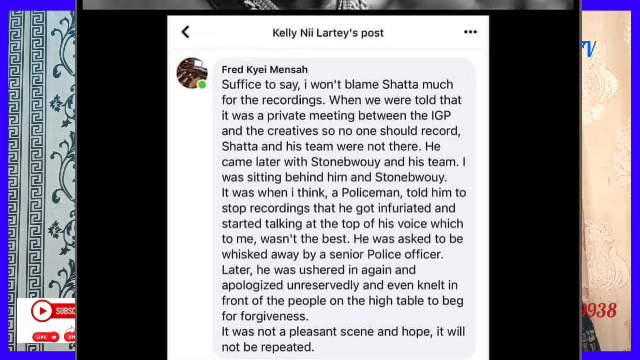 Kelly Nii Lartey's post
Fred Kyei Mensah
Suffice to say, i won't blame Shatta much
for the recordings. When we were told that
it was a private meeting between the IGP
and the creatives so no one should record,
Shatta and his team were not there. He
came later with Stonebwouy and his team. I
was sitting behind him and Stonebwouy.
It was when i think, a Policeman, told him to
stop recordings that he got infuriated and
started talking at the top of his voice which
to me, wasn't the best. He was asked to be
whisked away by a senior Police officer.
Later, he was ushered in again and
apologized unreservedly and even knelt in
front of the people on the high table to beg
for forgiveness.
It was not a pleasant scene and hope, it will
not be repeated.
TV
SUBSC
LIKE
9938